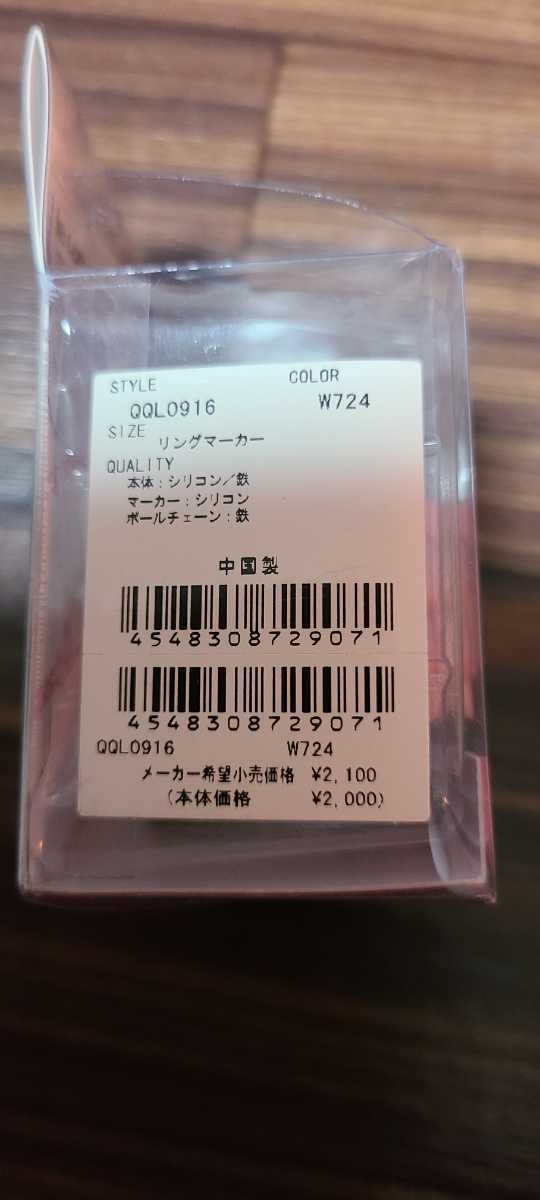 STYLE COLOR
QQL0916 W724
SIZE リングマーカー
QUALITY
本体:シリコン/鉄
マーカー:シリコン
ボールチェーン:鉄
中国製
4548308729071
4548308729071
QQL0916 W724
メーカー希望小売価格 ¥2,100
(本体価格 ¥2,000)